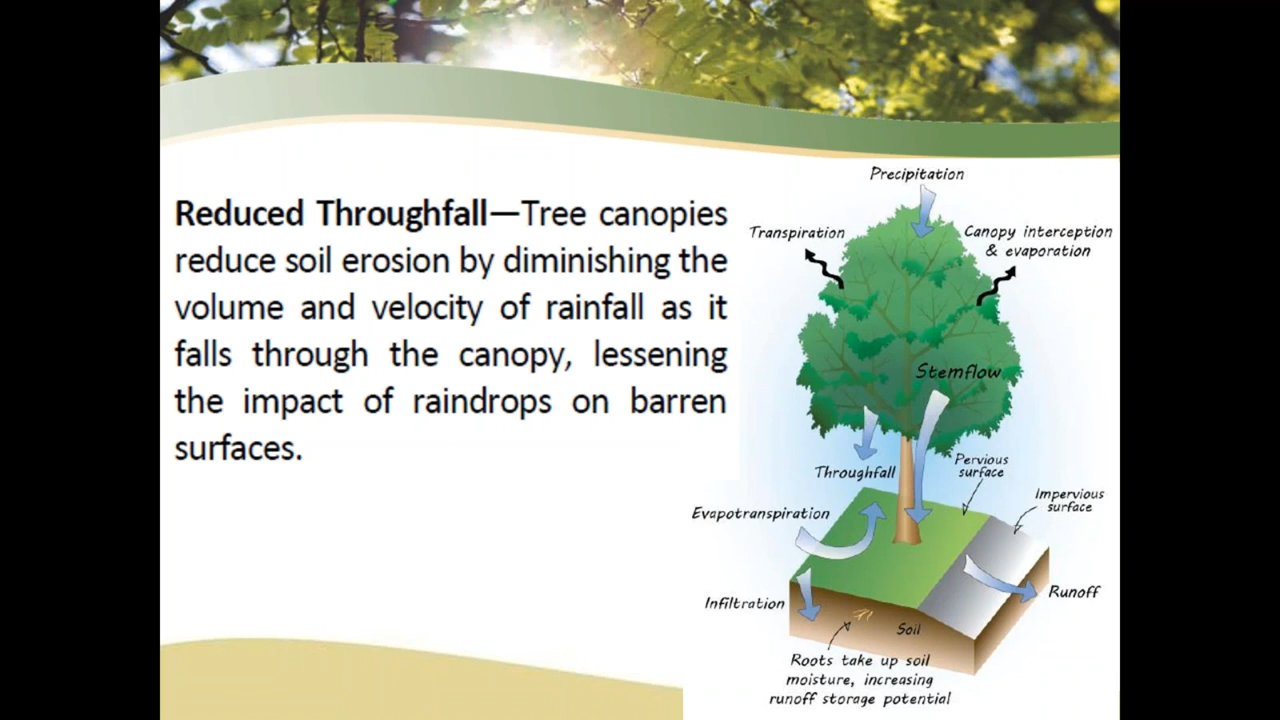 Reduced Throughfall—Tree canopies
reduce soil erosion by diminishing the
volume and velocity of rainfall as it
falls through the canopy, lessening
the impact of raindrops on barren
surfaces.
Precipitation
Transpiration
Canopy interception
& evaporation
Stemflow
Throughfall
Pervious
surface
Impervious
surface
Evapotranspiration
Infiltration
Runoff
Soil
Roots take up soil
moisture, increasing
runoff storage potential